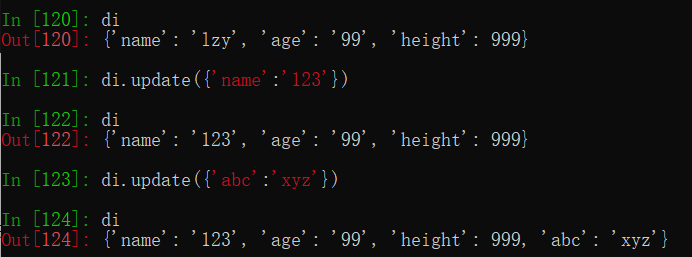 In [120]: di
Out[120]: {'name': 'lzy', 'age': '99', 'height': 999}
In [121]: di.update({'name':'123'})
In [122]: di
Out[122]: {'name': '123', 'age': '99', 'height': 999}
In [123]: di.update({'abc':'xyz'})
In [124]: di
Out[124]: {'name': '123', 'age': '99', 'height': 999, 'abc': 'xyz'}